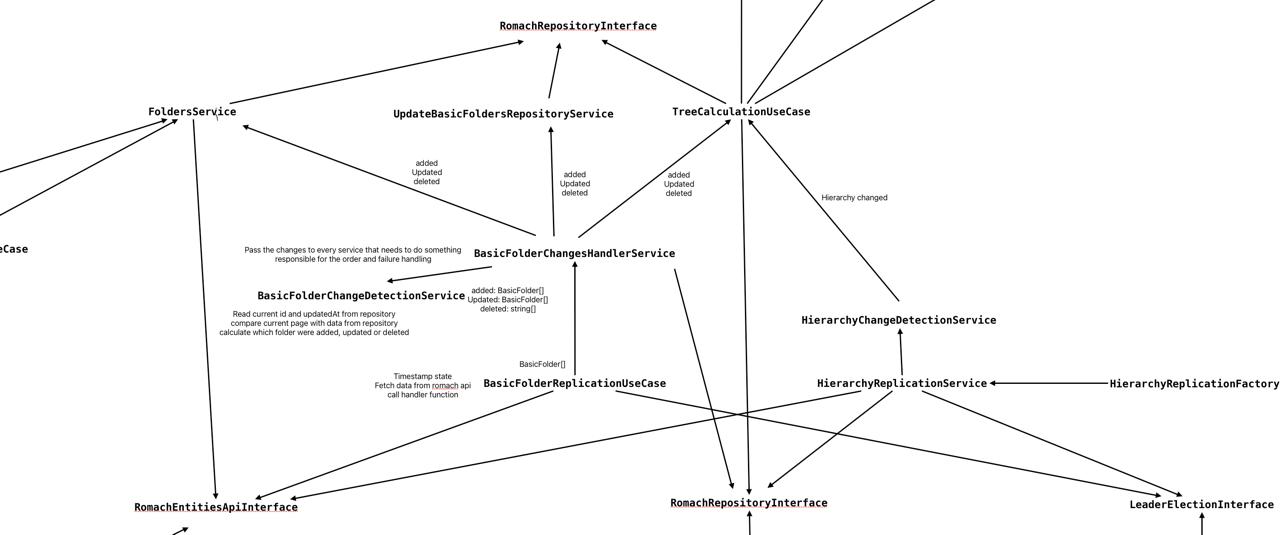 RomachRepositoryInterface
FoldersService
UpdateBasicFoldersRepositoryService
TreeCalculationUseCase
added
Updated
deleted
added
Updated
deleted
added
Updated
deleted
Hierarchy changed
eCase
Pass the changes to every service that needs to do something
responsible for the order and failure handling
BasicFolderChangesHandlerService
BasicFolderChangeDetectionService
added: BasicFolder[]
Updated: BasicFolder[]
deleted: string[]
Read current id and updatedAt from repository
compare current page with data from repository
calculate which folder were added, updated or deleted
HierarchyChangeDetectionService
BasicFolder[]
Timestamp state
Fetch data from romach api
call handler function
BasicFolderReplicationUseCase
HierarchyReplicationService
HierarchyReplicationFactory
RomachEntitiesApiInterface
RomachRepositoryInterface
LeaderElectionInterface